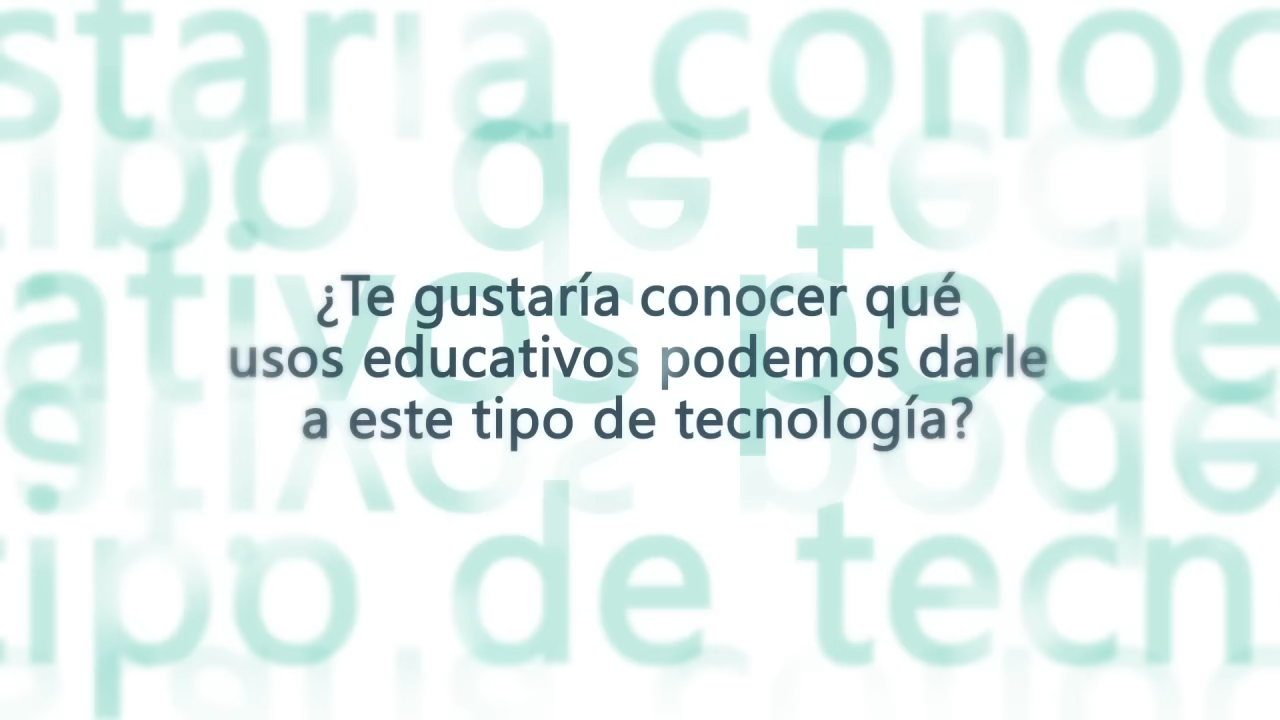 ¿Te gustaría conocer qué
usos educativos podemos darle
a este tipo de tecnología?